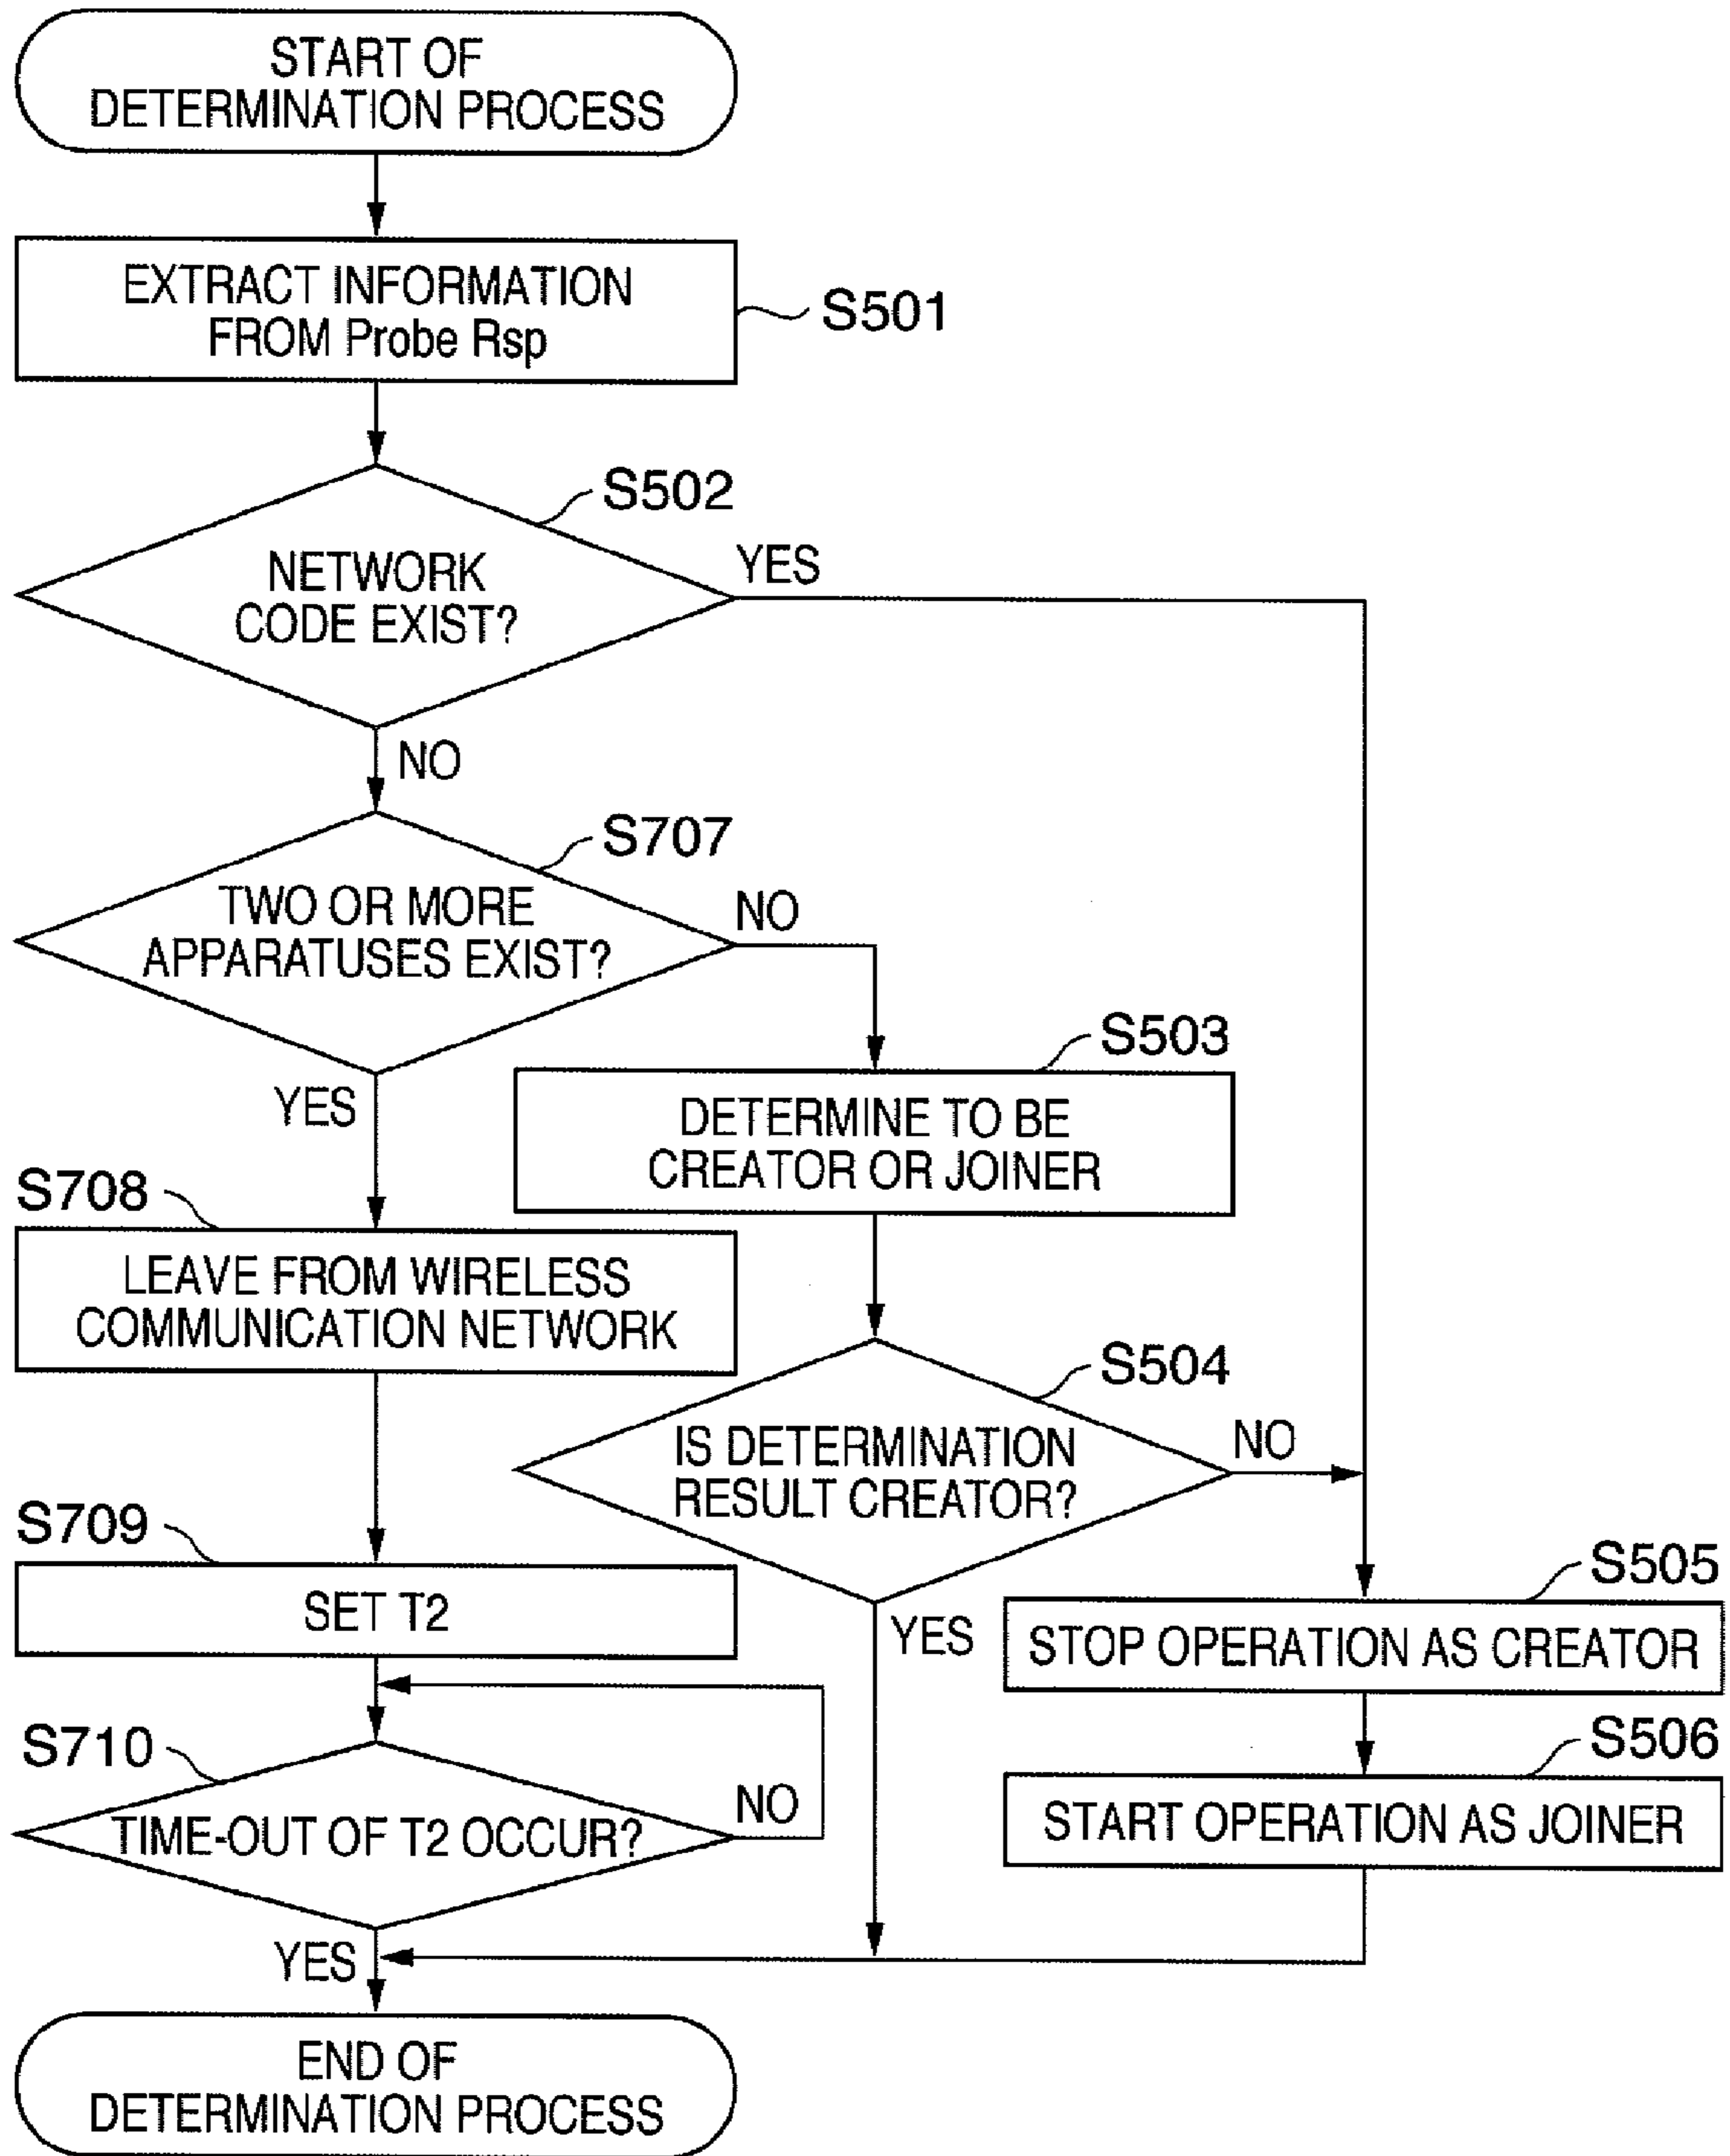 START OF
DETERMINATION PROCESS
EXTRACT INFORMATION
FROM Probe Rsp
S501
S502
NETWORK
CODE EXIST?
YES
NO
S707
TWO OR MORE
APPARATUSES EXIST?
NO
YES
S503
DETERMINE TO BE
CREATOR OR JOINER
S708
LEAVE FROM WIRELESS
COMMUNICATION NETWORK
S504
IS DETERMINATION
RESULT CREATOR?
NO
YES
S709
SET T2
S505
STOP OPERATION AS CREATOR
S710
TIME-OUT OF T2 OCCUR?
NO
YES
S506
START OPERATION AS JOINER
END OF
DETERMINATION PROCESS